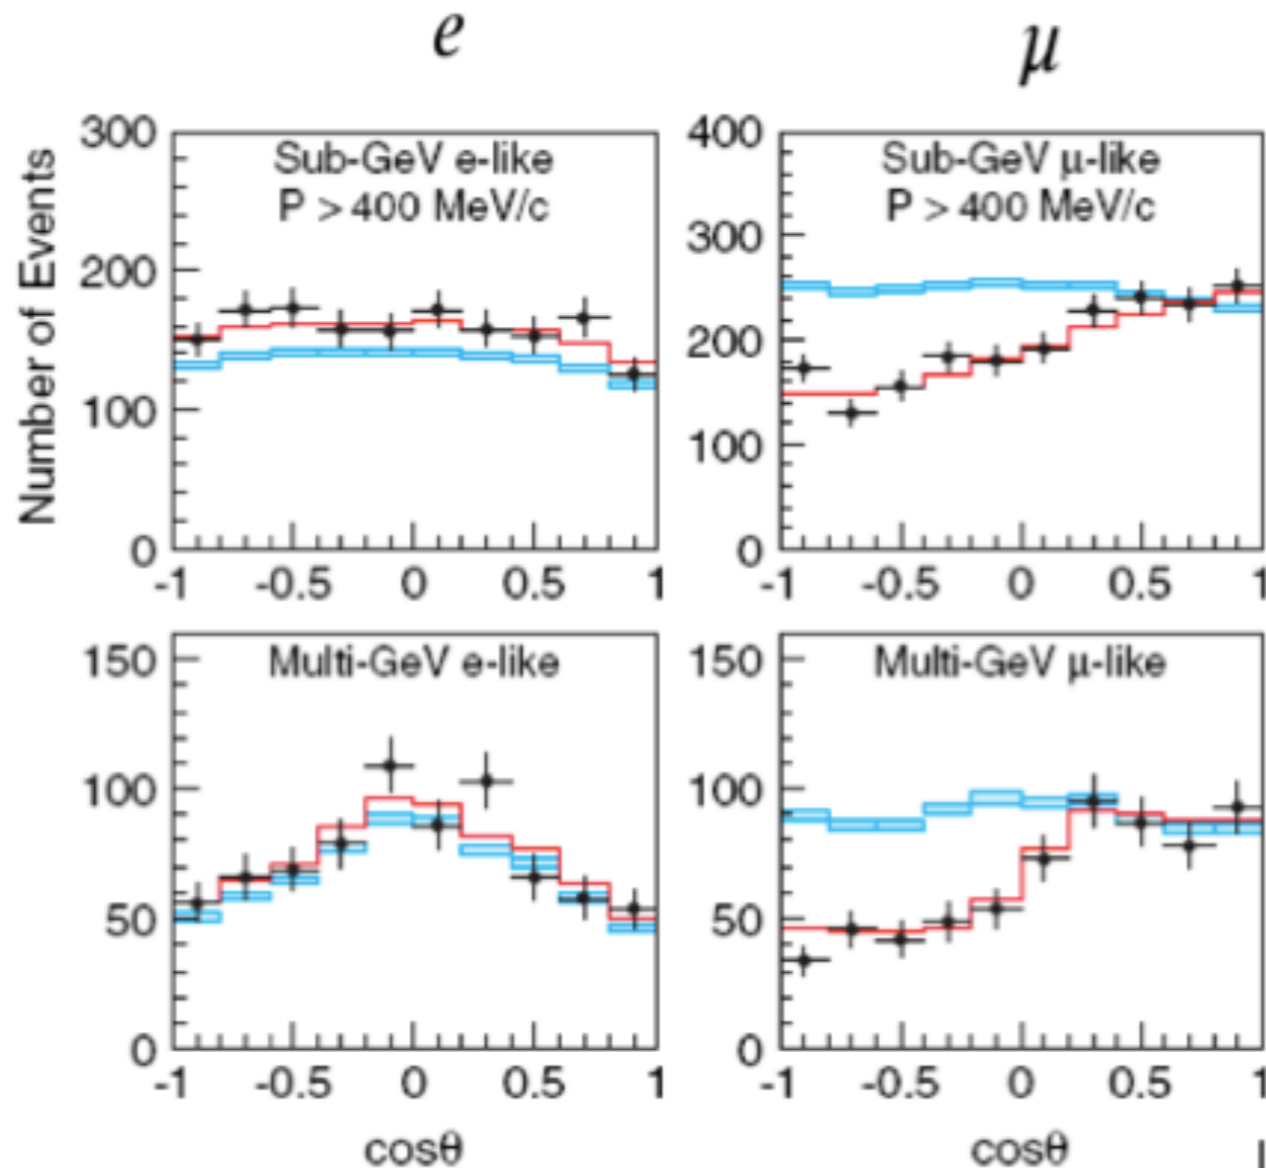 e
μ
Number of Events
300
200
100
0
Sub-GeV e-like
P > 400 MeV/c
-1 -0.5 0 0.5 1
400
300
200
100
0
Sub-GeV μ-like
P > 400 MeV/c
-1 -0.5 0 0.5 1
150
100
50
0
Multi-GeV e-like
-1 -0.5 0 0.5 1
cosθ
150
100
50
0
Multi-GeV μ-like
-1 -0.5 0 0.5 1
cosθ